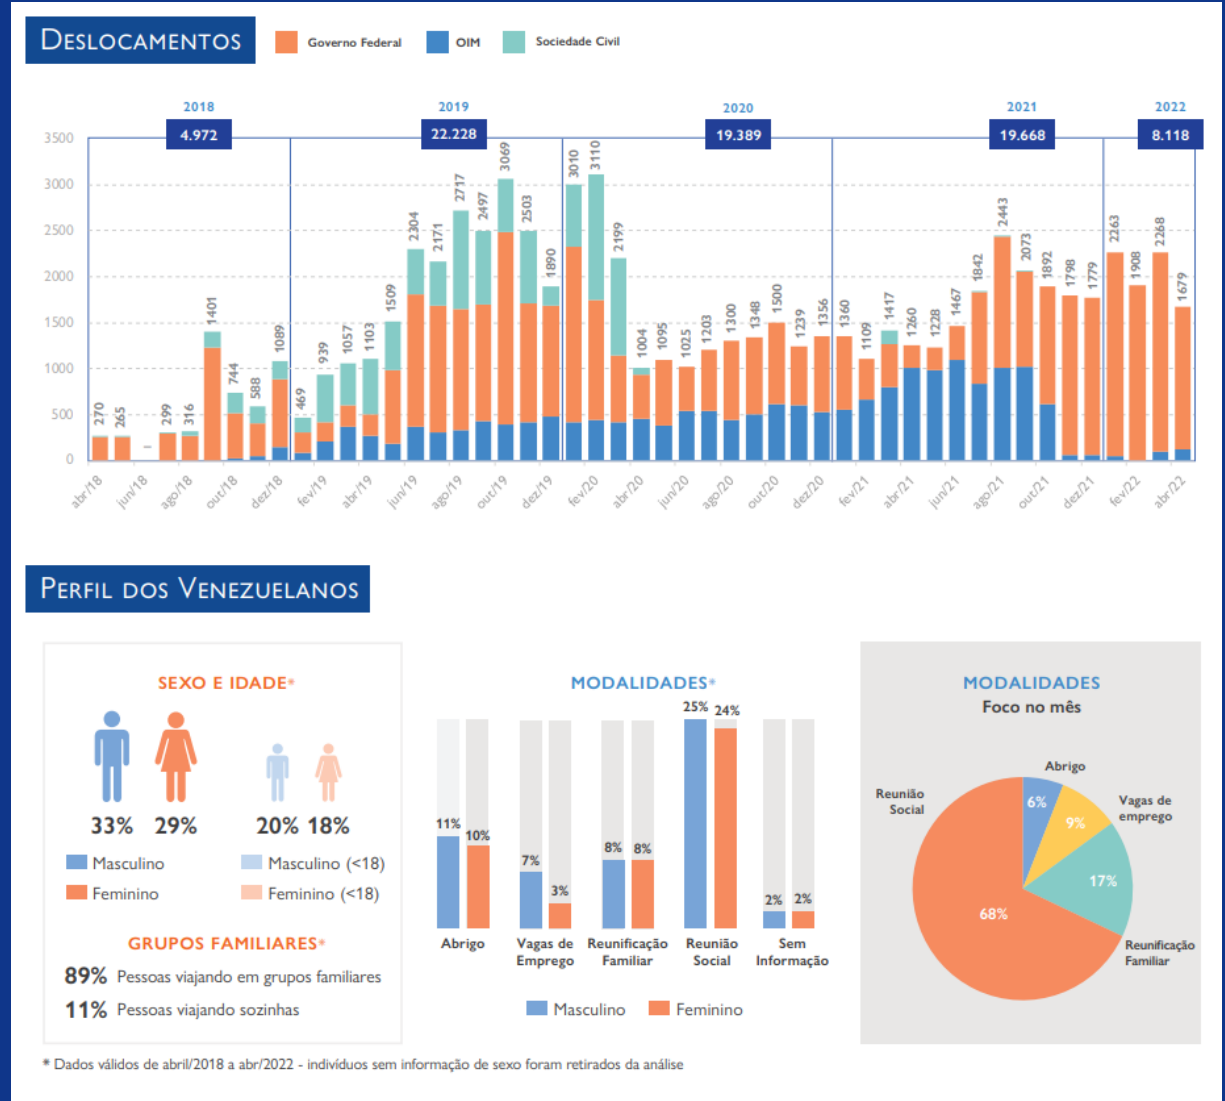 DESLOCAMENTOS
Governo Federal
OIM
Sociedade Civil
2018
2019
2020
2021
2022
4.972
22.228
19.389
19.668
8.118
3500
3000
2500
2000
1500
1000
500
0
270
265
–
299
316
1401
744
588
1089
469
939
1057
1103
1509
2304
2171
2717
2497
3069
2503
1890
3010
3110
2199
1004
1095
1025
1203
1300
1348
1500
1239
1356
1360
1109
1417
1260
1228
1467
1842
2443
2073
1892
1798
1779
2263
1908
2268
1679
abr/18
jun/18
ago/18
out/18
dez/18
fev/19
abr/19
jun/19
ago/19
out/19
dez/19
fev/20
abr/20
jun/20
ago/20
out/20
dez/20
fev/21
abr/21
jun/21
ago/21
out/21
dez/21
fev/22
abr/22
PERFIL DOS VENEZUELANOS
SEXO E IDADE*
33% 29% 20% 18%
Masculino
Masculino (<18)
Feminino
Feminino (<18)
GRUPOS FAMILIARES*
89% Pessoas viajando em grupos familiares
11% Pessoas viajando sozinhas
MODALIDADES*
11%
10%
7%
3%
8%
8%
25%
24%
2%
2%
Abrigo
Vagas de
Emprego
Reunificação
Familiar
Reunião
Social
Sem
Informação
Masculino
Feminino
MODALIDADES
Foco no mês
Abrigo
6%
Vagas de
emprego
9%
17%
Reunificação
Familiar
Reunião
Social
68%
* Dados válidos de abril/2018 a abr/2022 - indivíduos sem informação de sexo foram retirados da análise